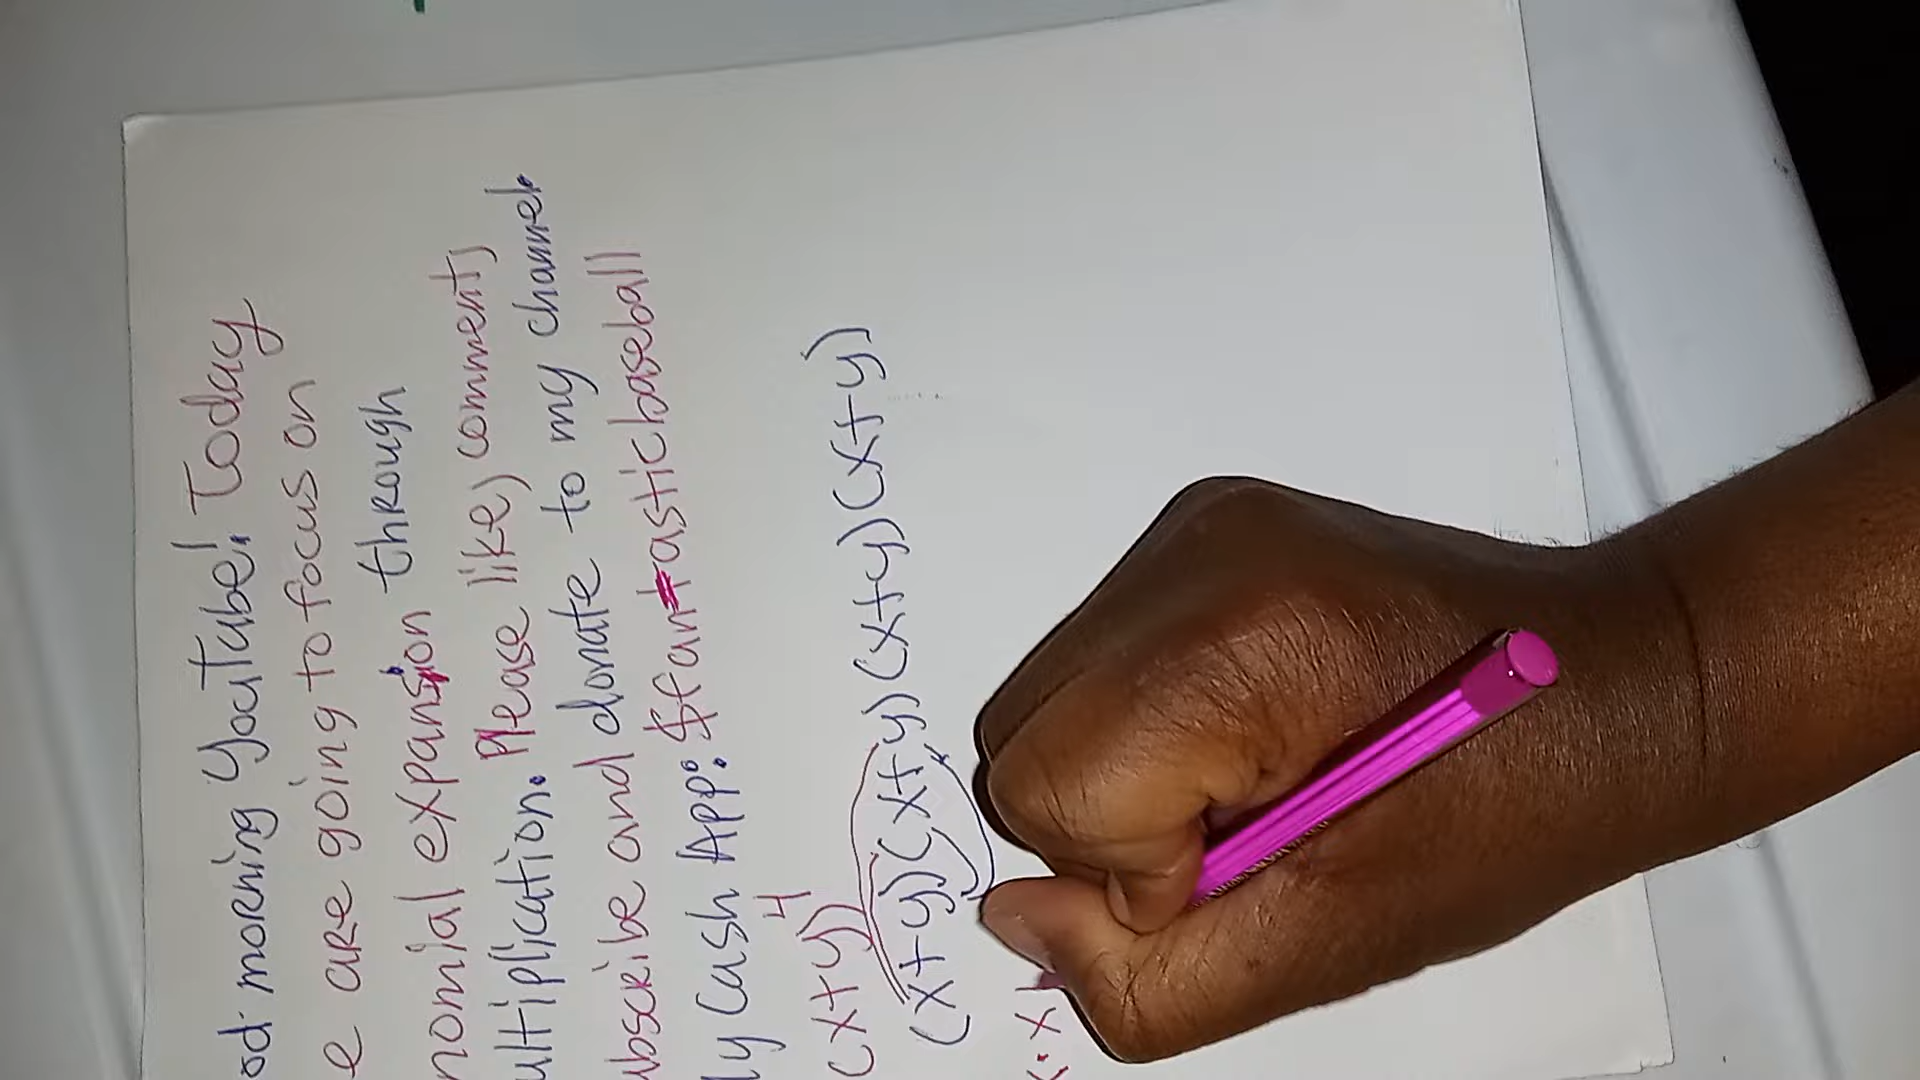 od morning YouTube! Today
e are going to focus on
nomial expansion through
ultiplication. Please like, comment,
ubscribe and donate to my channel.
ly Cash App: $fantasticbaseball
(x+y)⁴
(x+y)(x+y)(x+y)(x+y)
x·x